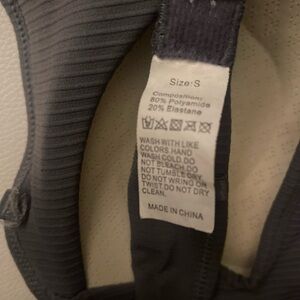 Size:S
Composition:
80% Polyamide
20% Elastane
WASH WITH LIKE
COLORS HAND
WASH COLD.DO
NOT BLEACH.DO
NOT TUMBLE DRY.
DO NOT WRING OR
TWIST.DO NOT DRY
CLEAN.
MADE IN CHINA